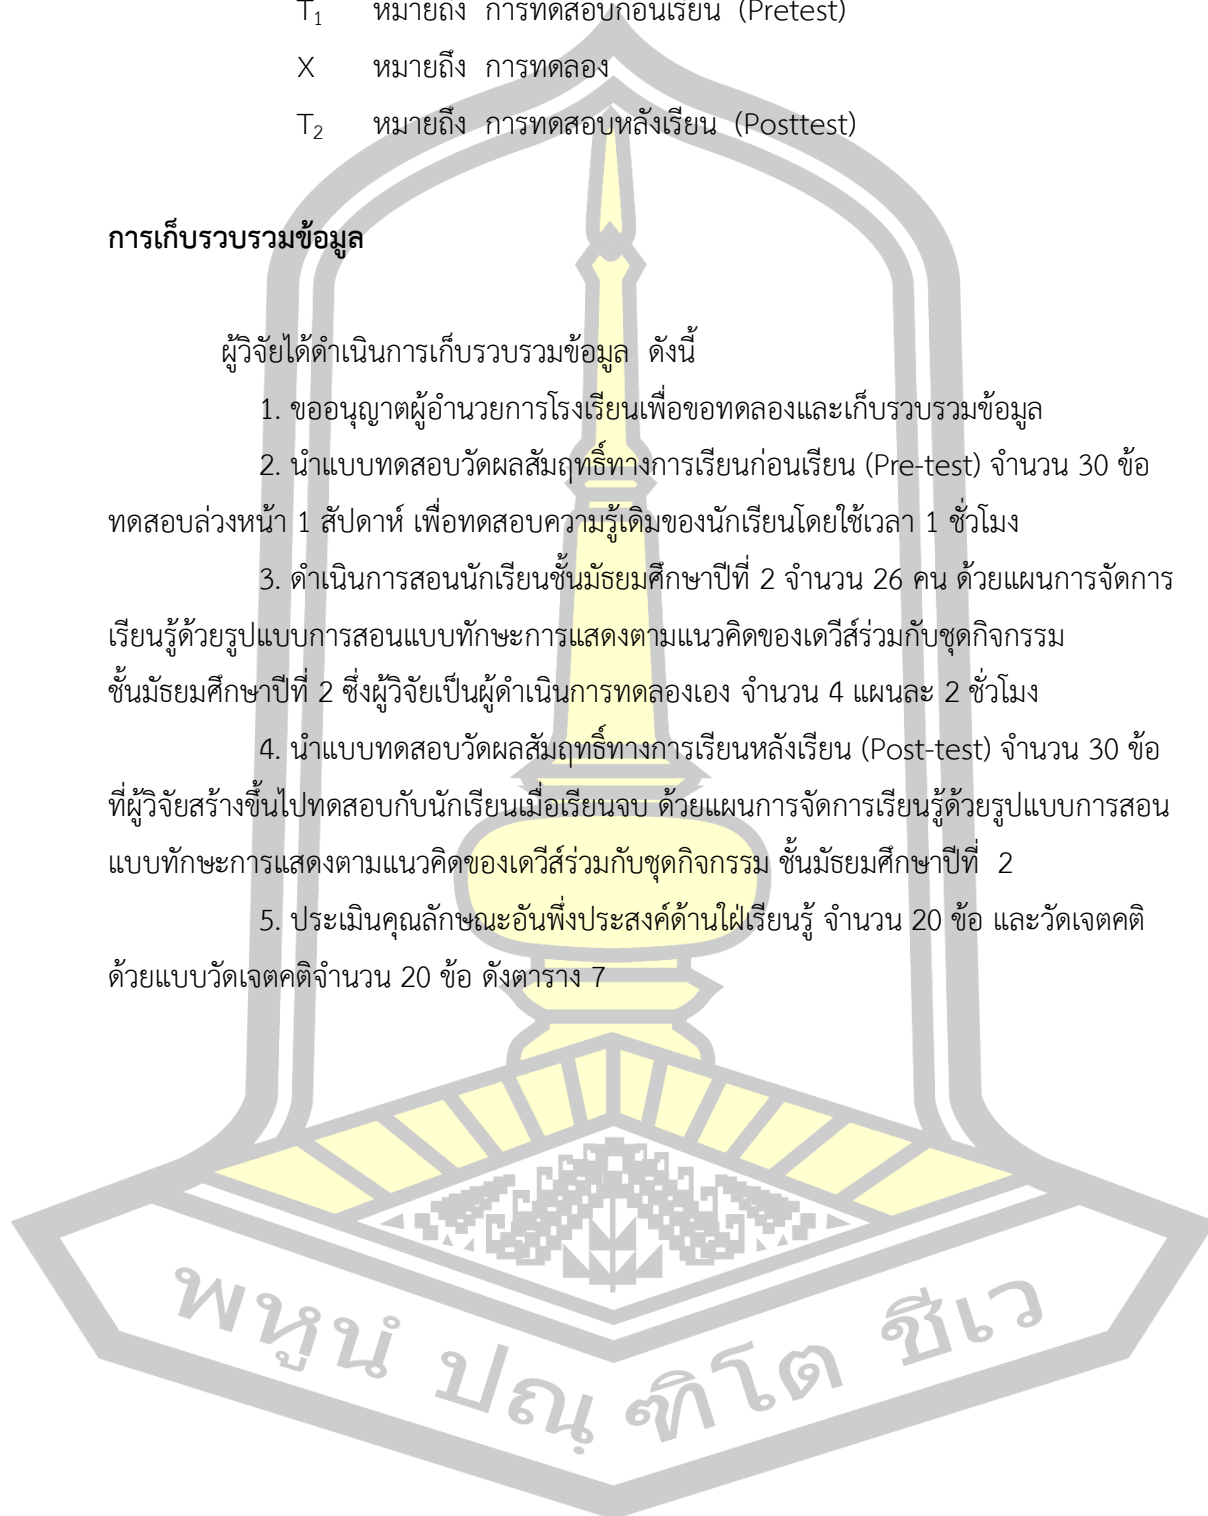 T₁ หมายถึง การทดสอบก่อนเรียน (Pretest)
X หมายถึง การทดลอง
T₂ หมายถึง การทดสอบหลังเรียน (Posttest)
การเก็บรวบรวมข้อมูล
ผู้วิจัยได้ดำเนินการเก็บรวบรวมข้อมูล ดังนี้
1. ขออนุญาตผู้อำนวยการโรงเรียนเพื่อขอทดลองและเก็บรวบรวมข้อมูล
2. นำแบบทดสอบวัดผลสัมฤทธิ์ทางการเรียนก่อนเรียน (Pre-test) จำนวน 30 ข้อ
ทดสอบล่วงหน้า 1 สัปดาห์ เพื่อทดสอบความรู้เดิมของนักเรียนโดยใช้เวลา 1 ชั่วโมง
3. ดำเนินการสอนนักเรียนชั้นมัธยมศึกษาปีที่ 2 จำนวน 26 คน ด้วยแผนการจัดการ
เรียนรู้ด้วยรูปแบบการสอนแบบทักษะการแสดงตามแนวคิดของเดวีส์ร่วมกับชุดกิจกรรม
ชั้นมัธยมศึกษาปีที่ 2 ซึ่งผู้วิจัยเป็นผู้ดำเนินการทดลองเอง จำนวน 4 แผนละ 2 ชั่วโมง
4. นำแบบทดสอบวัดผลสัมฤทธิ์ทางการเรียนหลังเรียน (Post-test) จำนวน 30 ข้อ
ที่ผู้วิจัยสร้างขึ้นไปทดสอบกับนักเรียนเมื่อเรียนจบ ด้วยแผนการจัดการเรียนรู้ด้วยรูปแบบการสอน
แบบทักษะการแสดงตามแนวคิดของเดวีส์ร่วมกับชุดกิจกรรม ชั้นมัธยมศึกษาปีที่ 2
5. ประเมินคุณลักษณะอันพึ่งประสงค์ด้านใฝ่เรียนรู้ จำนวน 20 ข้อ และวัดเจตคติ
ด้วยแบบวัดเจตคติจำนวน 20 ข้อ ดังตาราง 7
พหูนํ ปณฺ ฑิโต ชีเว